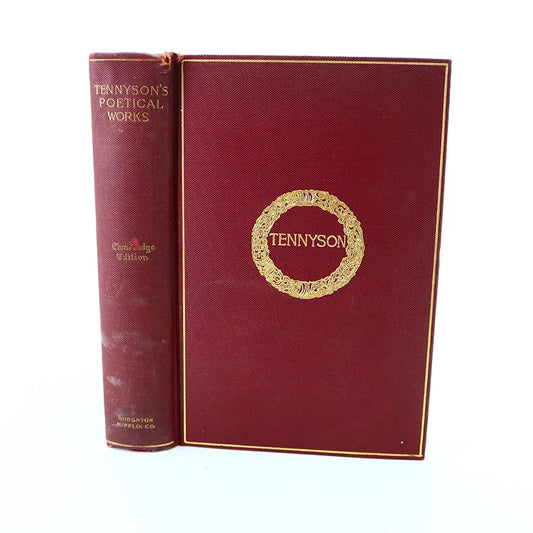 TENNYSON'S
POETICAL
WORKS
Cambridge
Edition
HOUGHTON
MIFFLIN CO.
TENNYSON